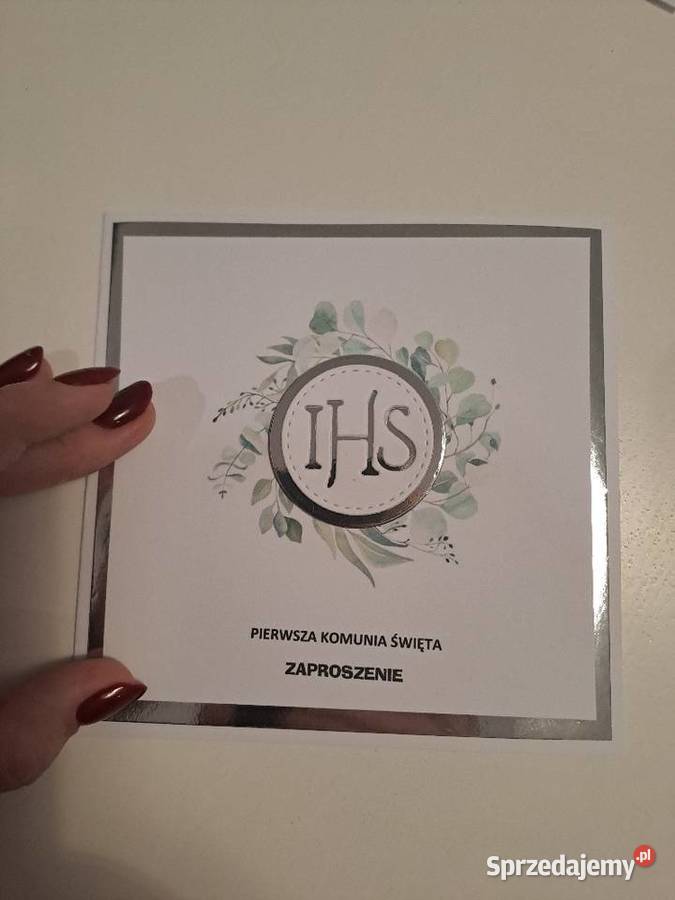 IHS
PIERWSZA KOMUNIA ŚWIĘTA
ZAPROSZENIE
Sprzedajemy.pl